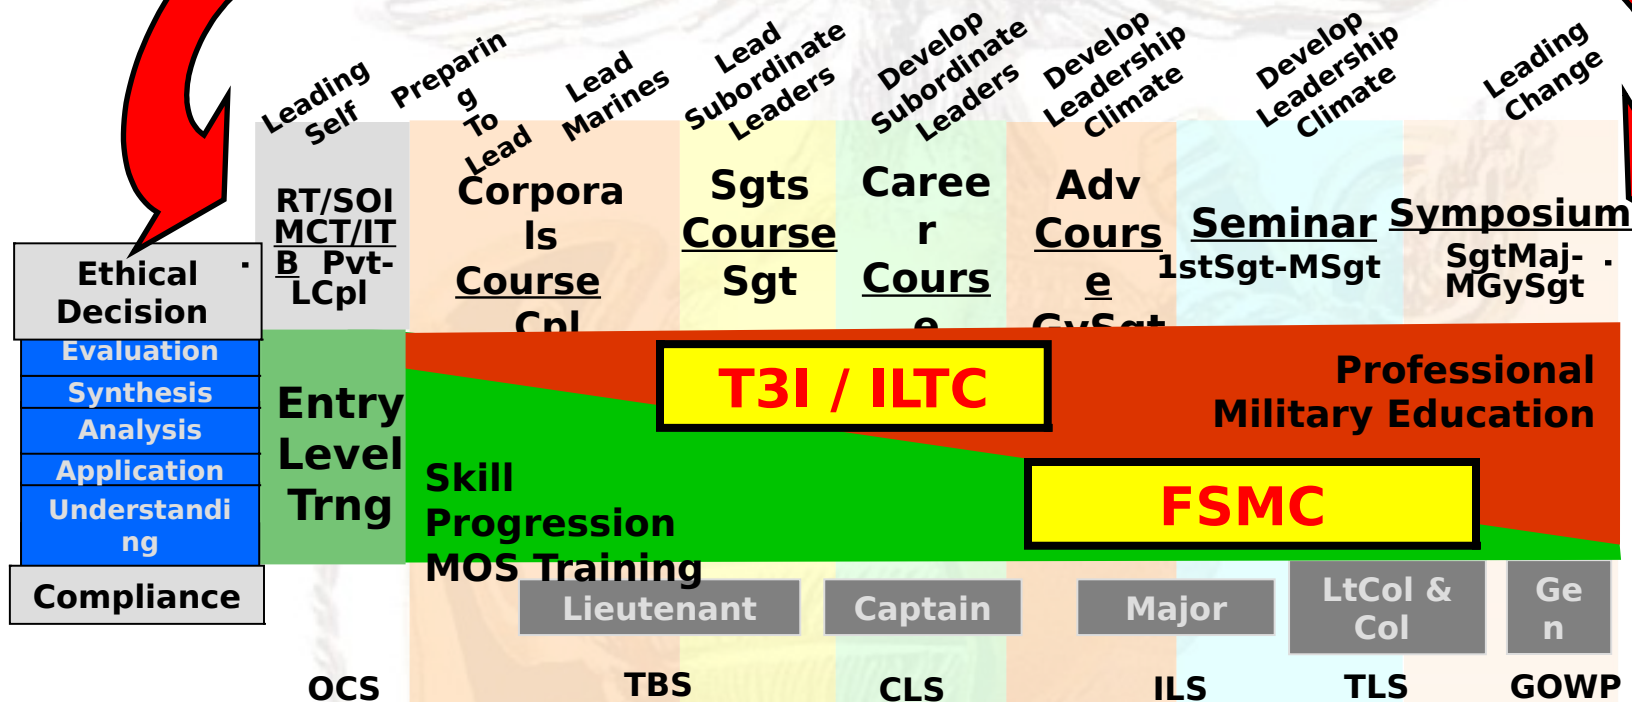 Leading
Self
Preparin
g
To
Lead
Lead
Marines
Lead
Subordinate
Leaders
Develop
Subordinate
Leaders
Develop
Leadership
Climate
Develop
Leadership
Climate
Leading
Change
RT/SOI
MCT/IT
B Pvt-
LCpl
Corpora
ls
Course
Cpl
Sgts
Course
Sgt
Caree
r
Cours
e
Adv
Cours
e
GySgt
Seminar
1stSgt-MSgt
Symposium
SgtMaj- .
MGySgt
Ethical .
Decision
Evaluation
Synthesis
Analysis
Application
Understandi
ng
Compliance
Entry
Level
Trng
T3I / ILTC
Professional
Military Education
Skill
Progression
MOS Training
FSMC
Lieutenant
Captain
Major
LtCol &
Col
Ge
n
OCS
TBS
CLS
ILS
TLS
GOWP